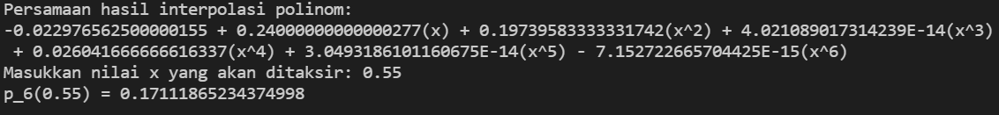 Persamaan hasil interpolasi polinom:
-0.022976562500000155 + 0.24000000000000277(x) + 0.19739583333331742(x^2) + 4.021089017314239E-14(x^3)
+ 0.026041666666616337(x^4) + 3.0493186101160675E-14(x^5) - 7.152722665704425E-15(x^6)
Masukkan nilai x yang akan ditaksir: 0.55
p_6(0.55) = 0.17111865234374998